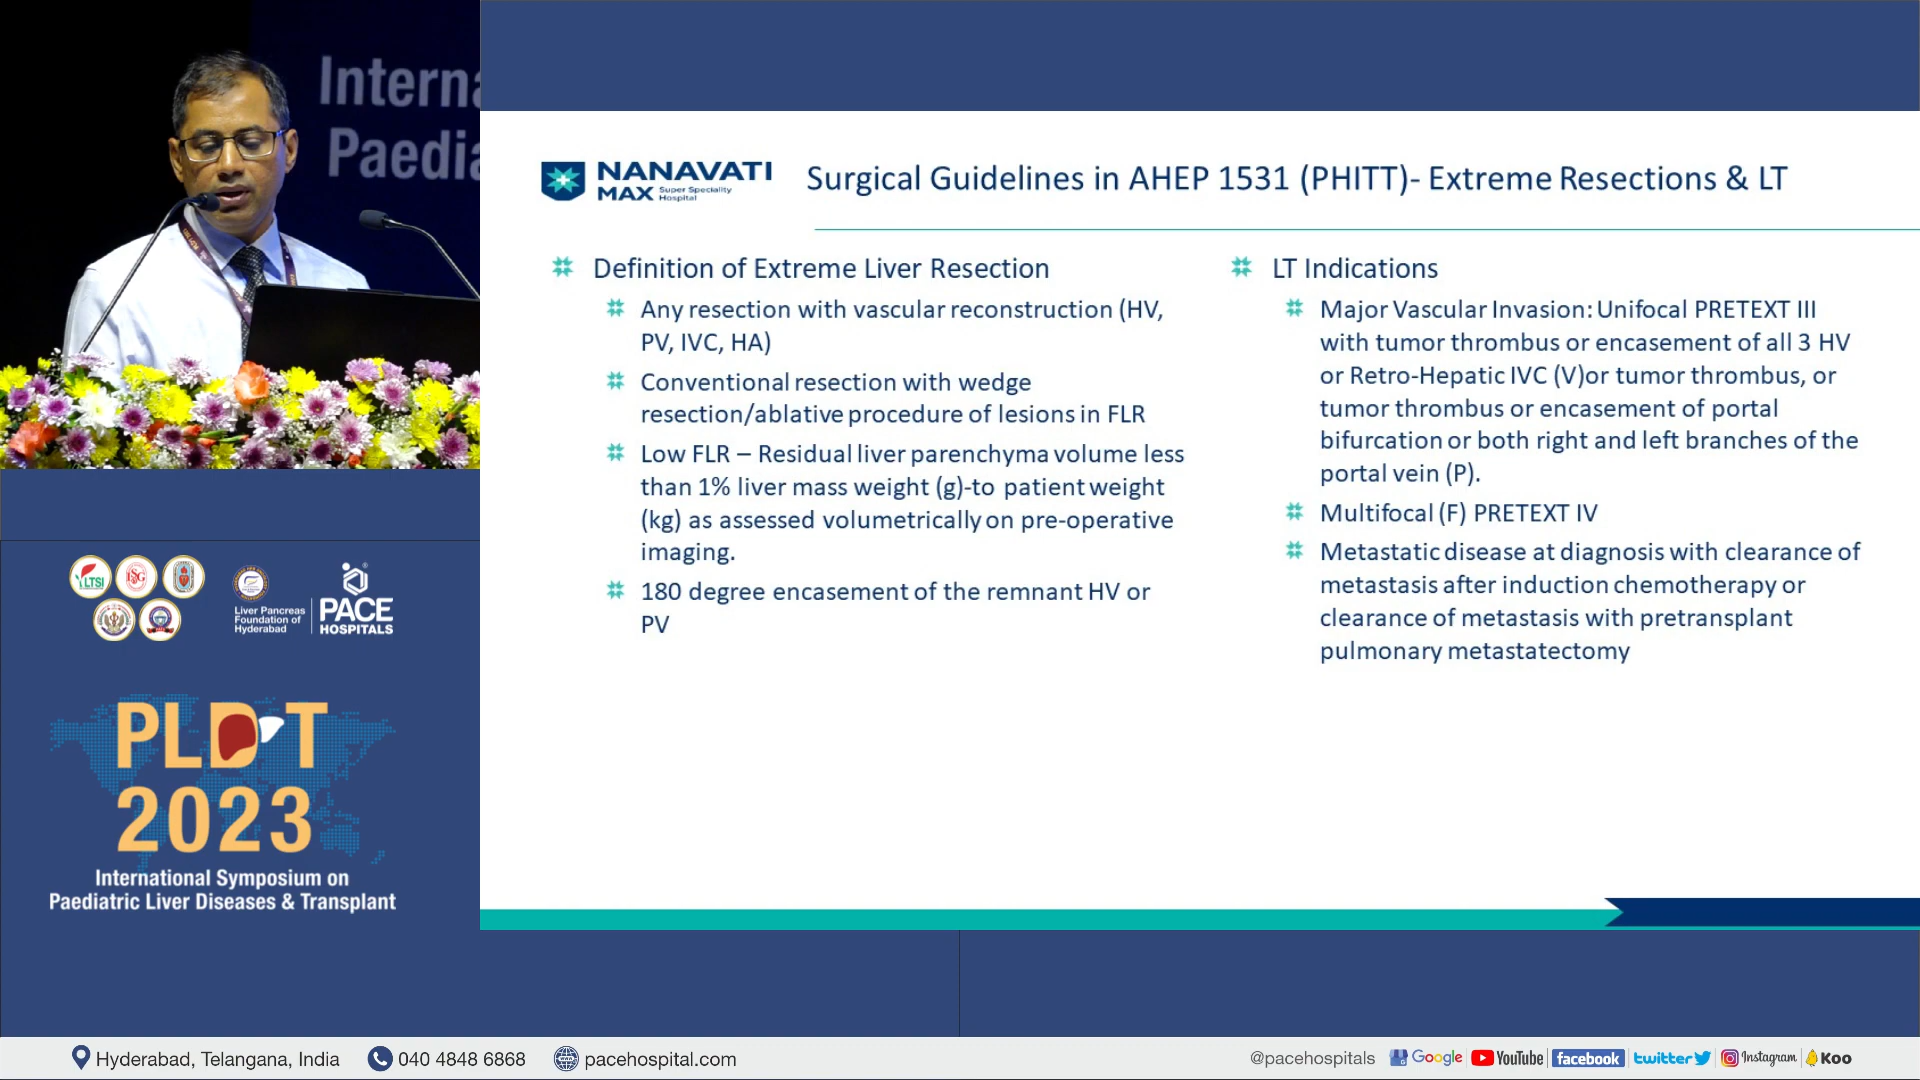 Interna
Paedia
NANAVATI
MAX Super Speciality Hospital
Surgical Guidelines in AHEP 1531 (PHITT)- Extreme Resections & LT
Definition of Extreme Liver Resection
Any resection with vascular reconstruction (HV,
PV, IVC, HA)
Conventional resection with wedge
resection/ablative procedure of lesions in FLR
Low FLR – Residual liver parenchyma volume less
than 1% liver mass weight (g)-to patient weight
(kg) as assessed volumetrically on pre-operative
imaging.
180 degree encasement of the remnant HV or
PV
LT Indications
Major Vascular Invasion: Unifocal PRETEXT III
with tumor thrombus or encasement of all 3 HV
or Retro-Hepatic IVC (V)or tumor thrombus, or
tumor thrombus or encasement of portal
bifurcation or both right and left branches of the
portal vein (P).
Multifocal (F) PRETEXT IV
Metastatic disease at diagnosis with clearance of
metastasis after induction chemotherapy or
clearance of metastasis with pretransplant
pulmonary metastatectomy
LTSI
ISG
Liver Pancreas
Foundation of
Hyderabad
PACE
HOSPITALS
PLDT
2023
International Symposium on
Paediatric Liver Diseases & Transplant
Hyderabad, Telangana, India 040 4848 6868 pacehospital.com
@pacehospitals Google YouTube facebook twitter Instagram Koo